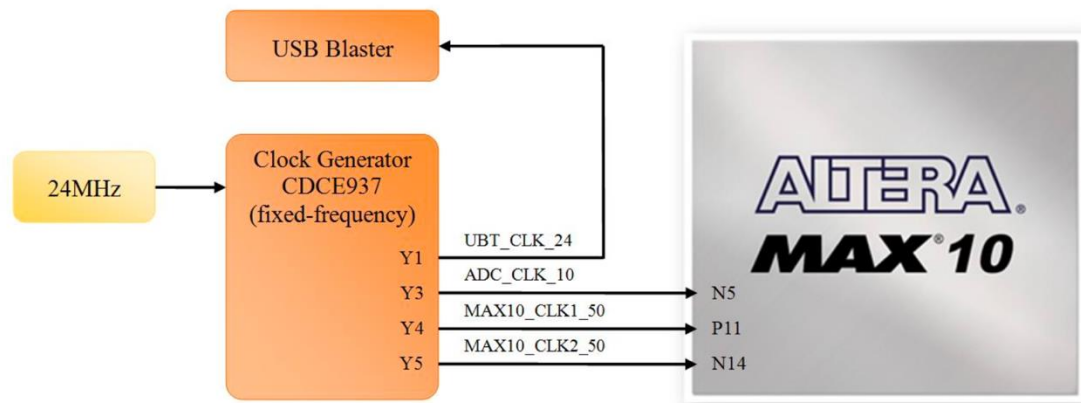 USB Blaster
24MHz
Clock Generator
CDCE937
(fixed-frequency)
Y1
UBT_CLK_24
Y3
ADC_CLK_10
N5
Y4
MAX10_CLK1_50
P11
Y5
MAX10_CLK2_50
N14
ALTERA®
MAX®10